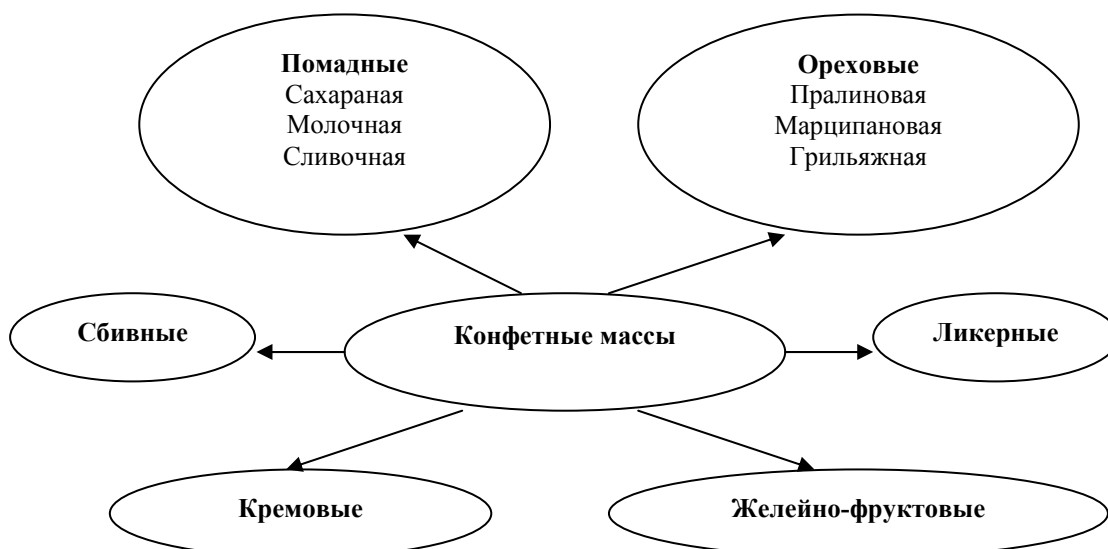 Помадные
Сахараная
Молочная
Сливочная
Ореховые
Пралиновая
Марципановая
Грильяжная
Сбивные
Конфетные массы
Ликерные
Кремовые
Желейно-фруктовые